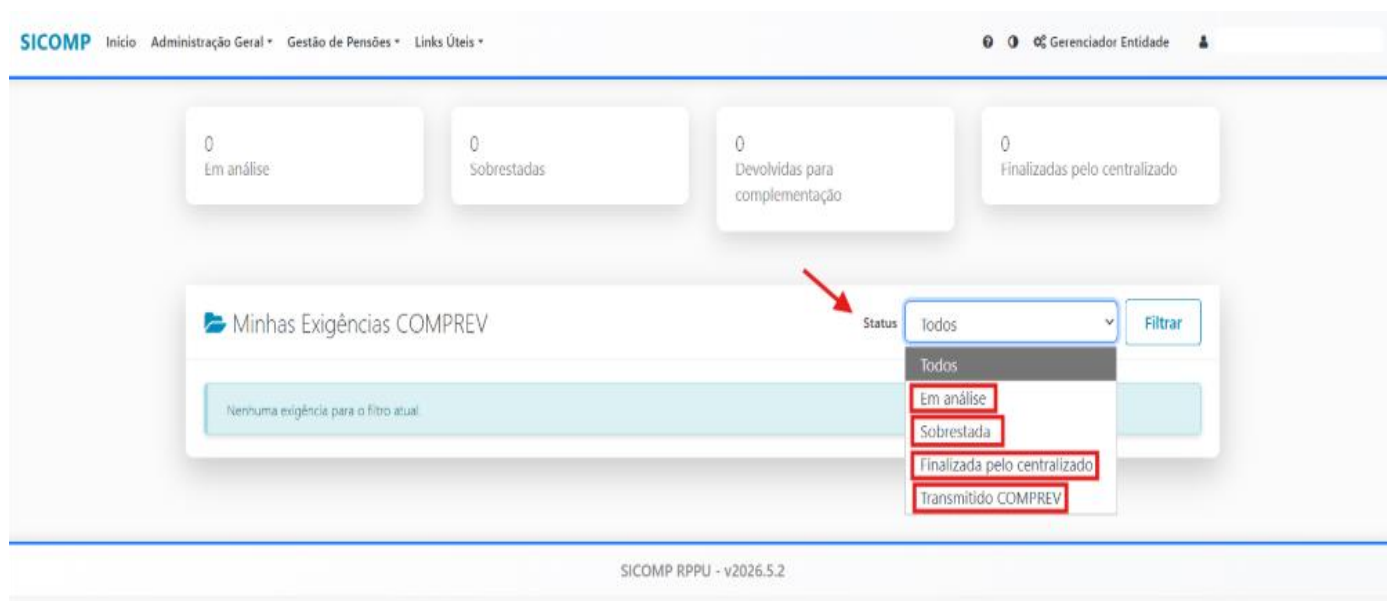 SICOMP Início Administração Geral Gestão de Pensões Links Úteis Gerenciador Entidade
0
Em análise
0
Sobrestadas
0
Devolvidas para
complementação
0
Finalizadas pelo centralizado
Minhas Exigências COMPREV
Status
Todos
Filtrar
Todos
Em análise
Sobrestada
Finalizada pelo centralizado
Transmitido COMPREV
Nenhuma exigência para o filtro atual.
SICOMP RPPU - v2026.5.2